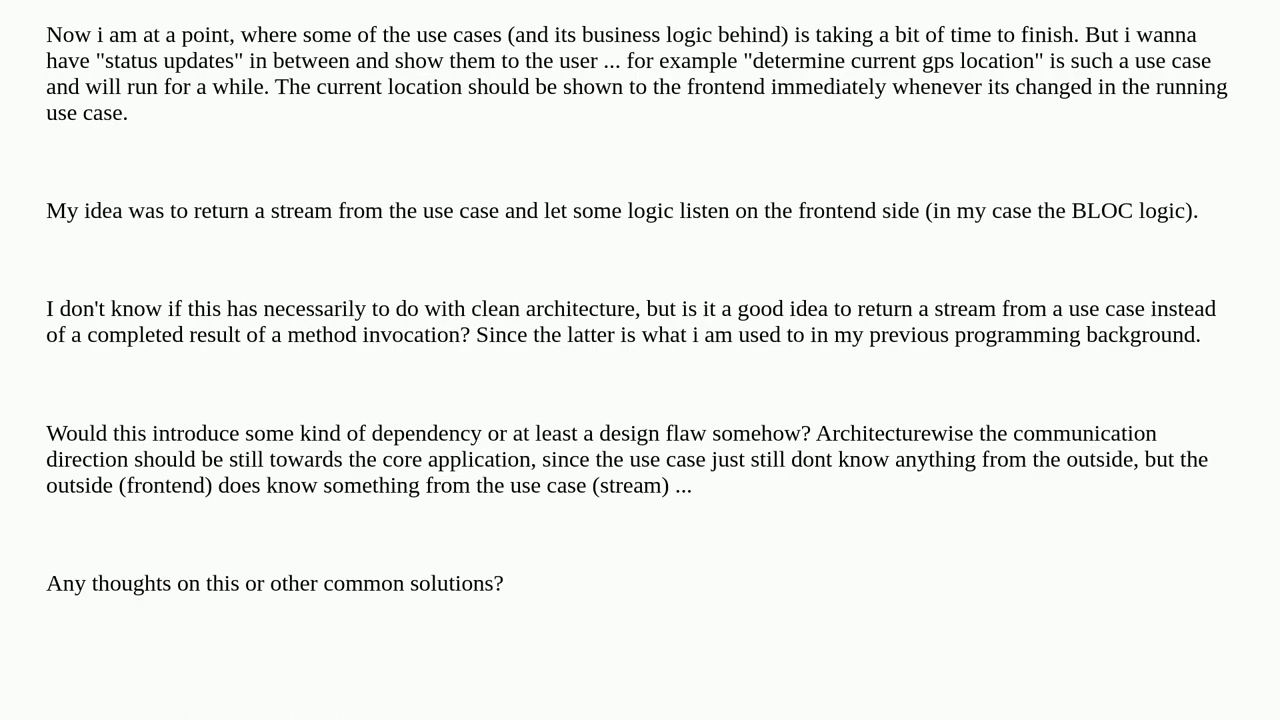 Now i am at a point, where some of the use cases (and its business logic behind) is taking a bit of time to finish. But i wanna
have "status updates" in between and show them to the user ... for example "determine current gps location" is such a use case
and will run for a while. The current location should be shown to the frontend immediately whenever its changed in the running
use case.
My idea was to return a stream from the use case and let some logic listen on the frontend side (in my case the BLOC logic).
I don't know if this has necessarily to do with clean architecture, but is it a good idea to return a stream from a use case instead
of a completed result of a method invocation? Since the latter is what i am used to in my previous programming background.
Would this introduce some kind of dependency or at least a design flaw somehow? Architecturewise the communication
direction should be still towards the core application, since the use case just still dont know anything from the outside, but the
outside (frontend) does know something from the use case (stream) ...
Any thoughts on this or other common solutions?